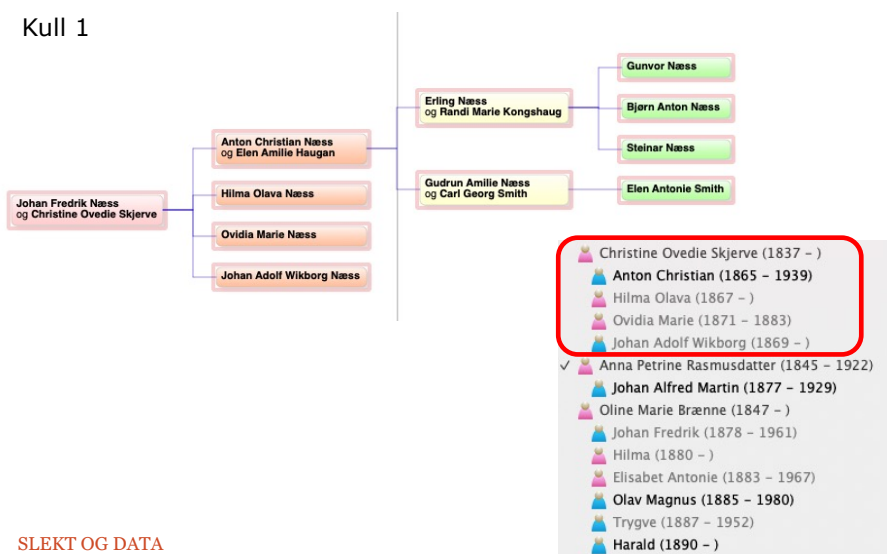 Kull 1
Johan Fredrik Næss
og Christine Ovedie Skjerve
Anton Christian Næss
og Elen Amilie Haugan
Hilma Olava Næss
Ovidia Marie Næss
Johan Adolf Wikborg Næss
Erling Næss
og Randi Marie Kongshaug
Gudrun Amilie Næss
og Carl Georg Smith
Gunvor Næss
Bjørn Anton Næss
Steinar Næss
Elen Antonie Smith
Christine Ovedie Skjerve (1837 – )
Anton Christian (1865 – 1939)
Hilma Olava (1867 – )
Ovidia Marie (1871 – 1883)
Johan Adolf Wikborg (1869 – )
✓ Anna Petrine Rasmusdatter (1845 – 1922)
Johan Alfred Martin (1877 – 1929)
Oline Marie Brænne (1847 – )
Johan Fredrik (1878 – 1961)
Hilma (1880 – )
Elisabet Antonie (1883 – 1967)
Olav Magnus (1885 – 1980)
Trygve (1887 – 1952)
Harald (1890 – )
SLEKT OG DATA